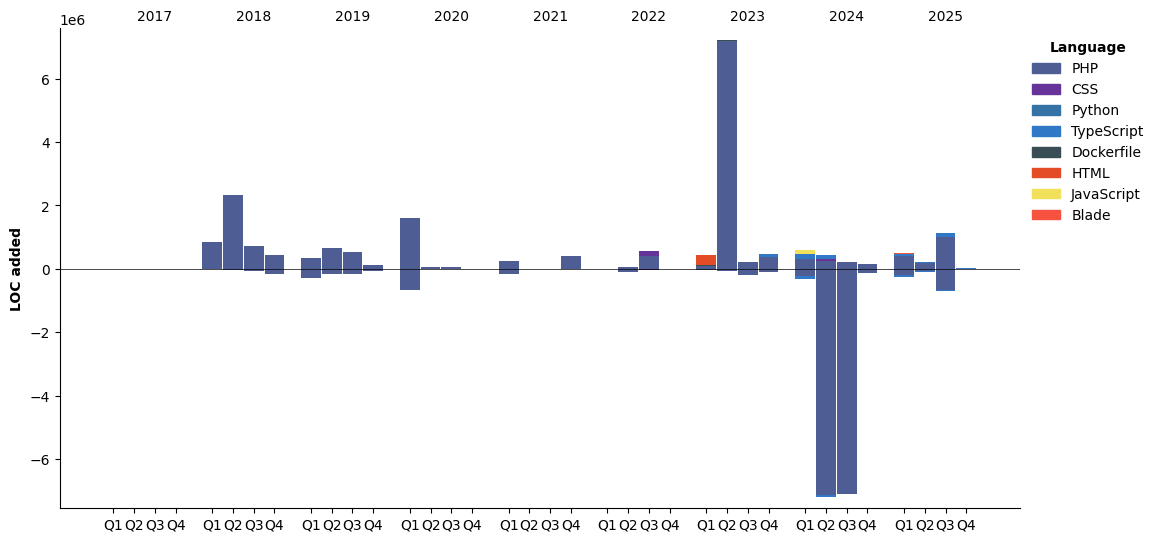 1e6
2017 2018 2019 2020 2021 2022 2023 2024 2025
Language
PHP
CSS
Python
TypeScript
Dockerfile
HTML
JavaScript
Blade
LOC added
6
4
2
0
−2
−4
−6
Q1 Q2 Q3 Q4 Q1 Q2 Q3 Q4 Q1 Q2 Q3 Q4 Q1 Q2 Q3 Q4 Q1 Q2 Q3 Q4 Q1 Q2 Q3 Q4 Q1 Q2 Q3 Q4 Q1 Q2 Q3 Q4 Q1 Q2 Q3 Q4